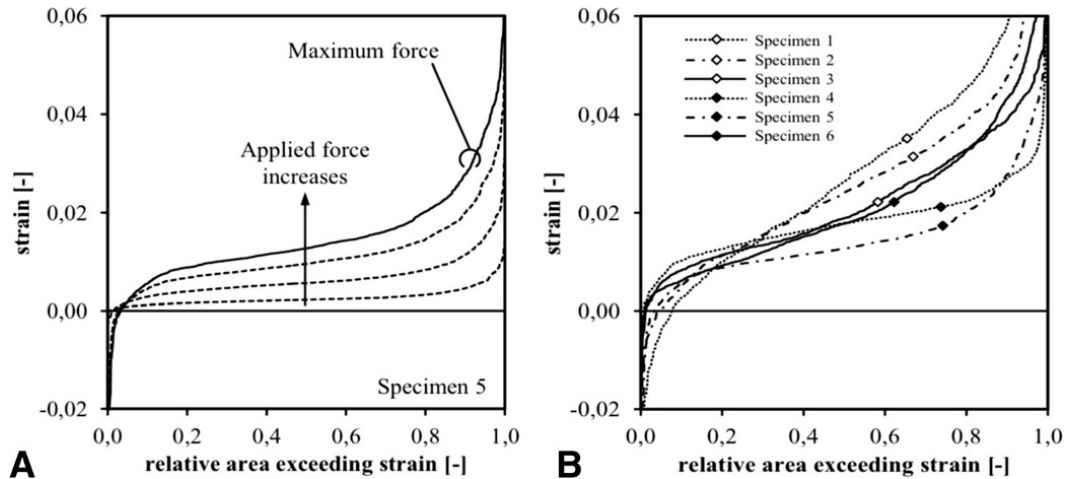 0,06
0,04
0,02
0,00
-0,02
strain [-]
Maximum force
Applied force
increases
Specimen 5
0,0 0,2 0,4 0,6 0,8 1,0
relative area exceeding strain [-]
A
0,06
0,04
0,02
0,00
-0,02
strain [-]
Specimen 1
Specimen 2
Specimen 3
Specimen 4
Specimen 5
Specimen 6
0,0 0,2 0,4 0,6 0,8 1,0
relative area exceeding strain [-]
B